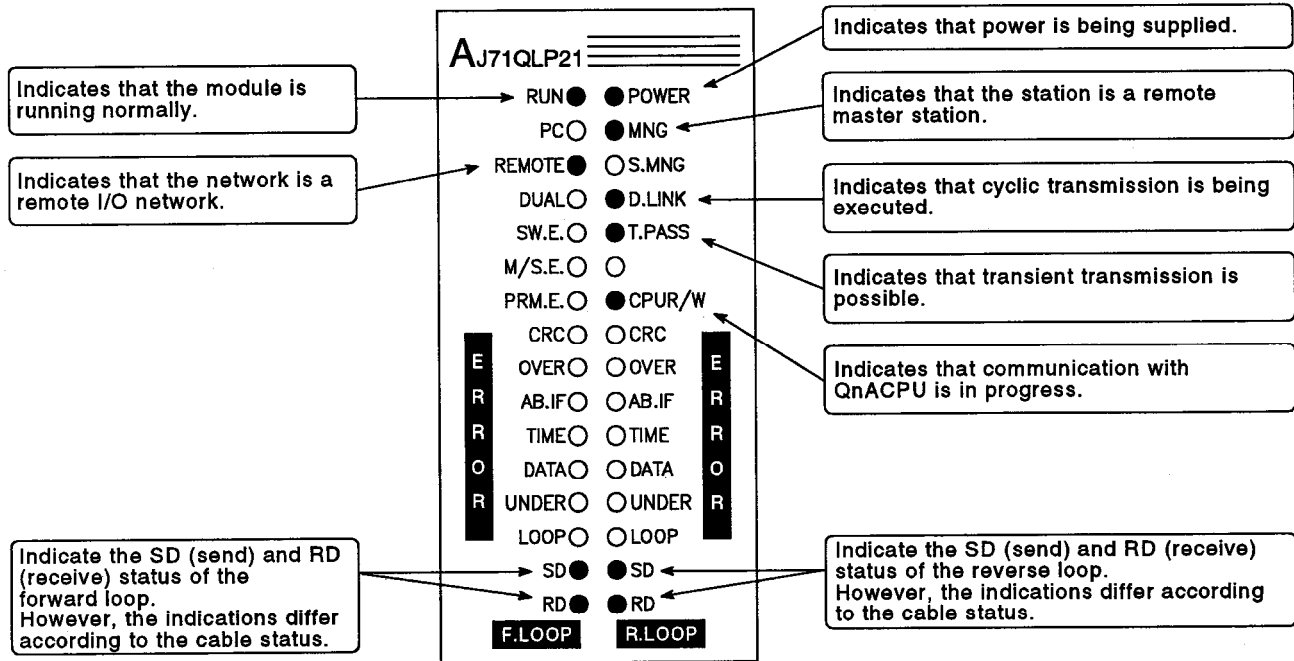 Indicates that the module is
running normally.
Indicates that the network is a
remote I/O network.
Indicate the SD (send) and RD
(receive) status of the
forward loop.
However, the indications differ
according to the cable status.
AJ71QLP21
RUN POWER
PC MNG
REMOTE S.MNG
DUAL D.LINK
SW.E. T.PASS
M/S.E.
PRM.E. CPUR/W
CRC CRC
OVER OVER
AB.IF AB.IF
TIME TIME
DATA DATA
UNDER UNDER
LOOP LOOP
SD SD
RD RD
ERROR
ERROR
F.LOOP R.LOOP
Indicates that power is being supplied.
Indicates that the station is a remote
master station.
Indicates that cyclic transmission is being
executed.
Indicates that transient transmission is
possible.
Indicates that communication with
QnACPU is in progress.
Indicate the SD (send) and RD (receive)
status of the reverse loop.
However, the indications differ according
to the cable status.